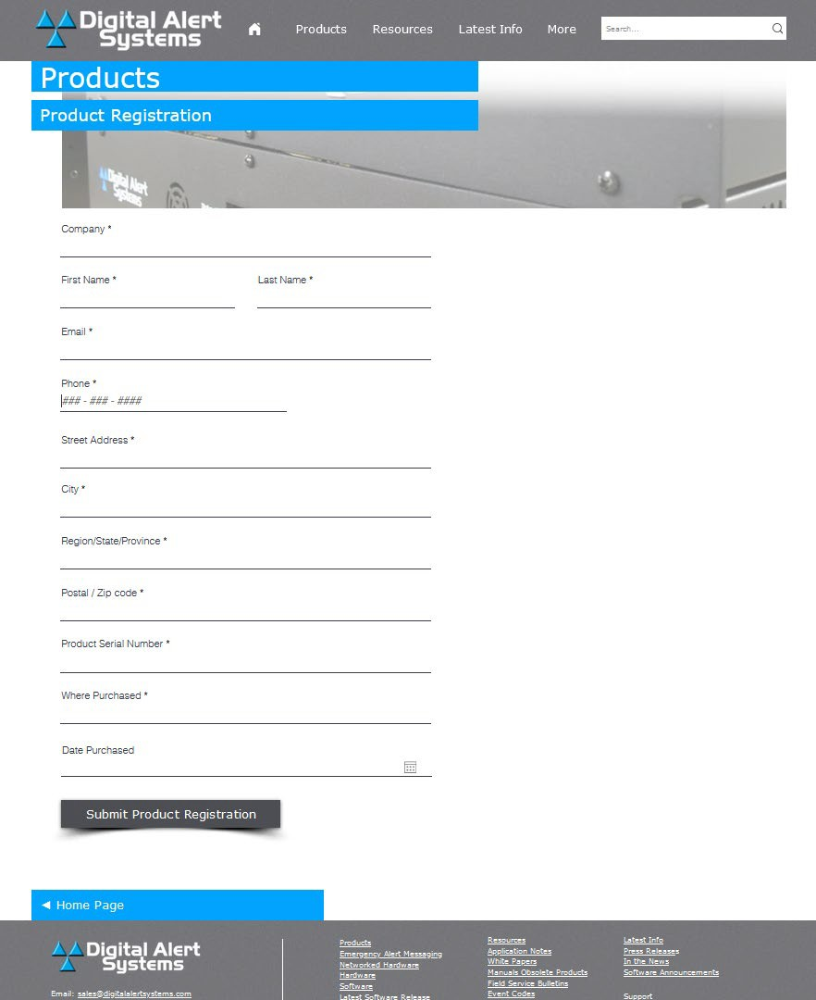 Digital Alert
Systems
Products
Resources
Latest Info
More
Search...
Products
Product Registration
Digital Alert
Systems
Company *
First Name *
Last Name *
Email *
Phone *
### - ### - ####
Street Address *
City *
Region/State/Province *
Postal / Zip code *
Product Serial Number *
Where Purchased *
Date Purchased
Submit Product Registration
◄ Home Page
Digital Alert
Systems
Email: sales@digitalalertsystems.com
Products
Emergency Alert Messaging
Networked Hardware
Hardware
Software
Latest Software Release
Resources
Application Notes
White Papers
Manuals Obsolete Products
Field Service Bulletins
Event Codes
Latest Info
Press Releases
In the News
Software Announcements
Support